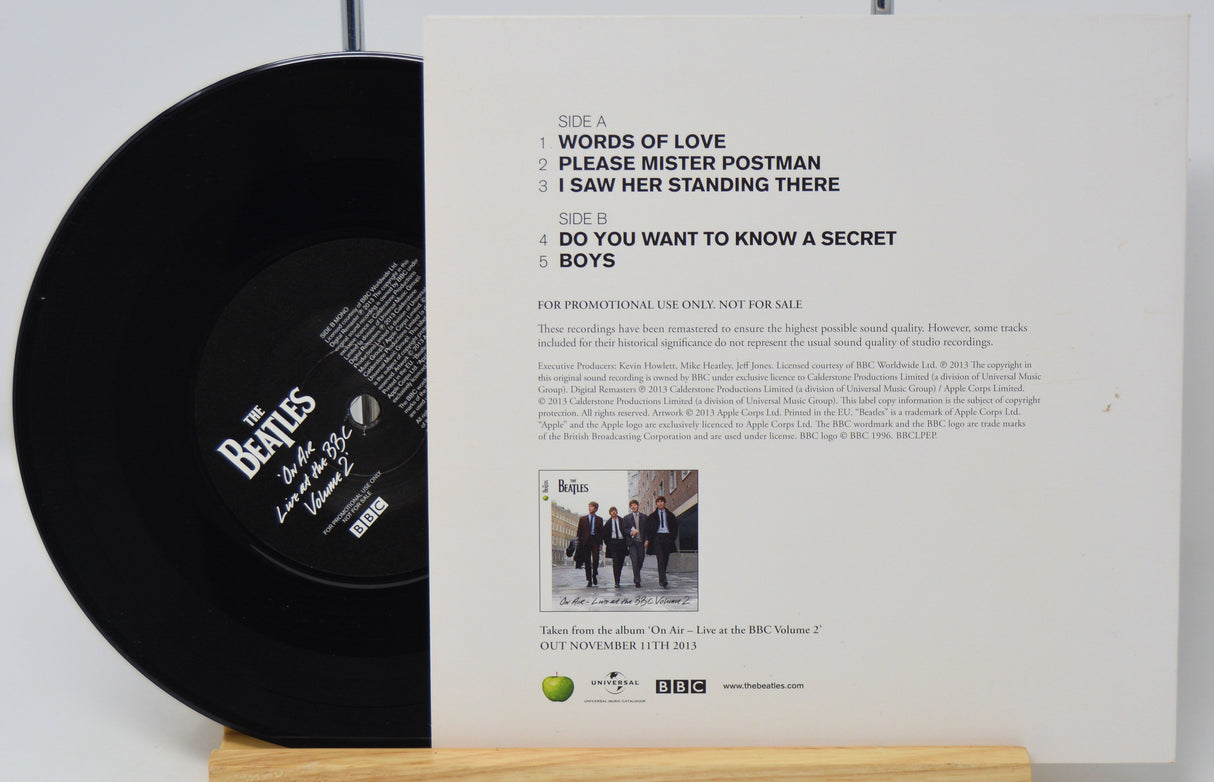 SIDE A
1 WORDS OF LOVE
2 PLEASE MISTER POSTMAN
3 I SAW HER STANDING THERE
SIDE B
4 DO YOU WANT TO KNOW A SECRET
5 BOYS
FOR PROMOTIONAL USE ONLY. NOT FOR SALE
These recordings have been remastered to ensure the highest possible sound quality. However, some tracks
included for their historical significance do not represent the usual sound quality of studio recordings.
Executive Producers: Kevin Howlett, Mike Heatley, Jeff Jones. Licensed courtesy of BBC Worldwide Ltd. ℗ 2013 The copyright in
this original sound recording is owned by BBC under exclusive licence to Calderstone Productions Limited (a division of Universal Music
Group). Digital Remasters ℗ 2013 Calderstone Productions Limited (a division of Universal Music Group) / Apple Corps Limited.
© 2013 Calderstone Productions Limited (a division of Universal Music Group). This label copy information is the subject of copyright
protection. All rights reserved. Artwork © 2013 Apple Corps Ltd. Printed in the EU. “Beatles” is a trademark of Apple Corps Ltd.
“Apple” and the Apple logo are exclusively licenced to Apple Corps Ltd. The BBC wordmark and the BBC logo are trade marks
of the British Broadcasting Corporation and are used under license. BBC logo © BBC 1996. BBCLPEP.
THE
BEATLES
On Air – Live at the BBC Volume 2
Taken from the album ‘On Air – Live at the BBC Volume 2’
OUT NOVEMBER 11TH 2013
UNIVERSAL
UNIVERSAL MUSIC CATALOGUE
BBC
www.thebeatles.com
SIDE B MONO
THE
BEATLES
‘On Air
Live at the BBC
Volume 2’
FOR PROMOTIONAL USE ONLY
NOT FOR SALE
BBC